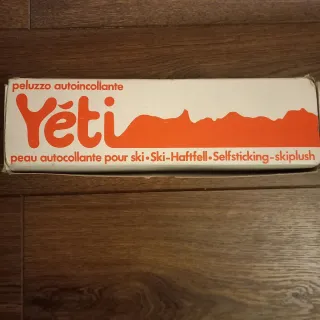 peluzzo autoincollante
Yéti
peau autocollante pour ski • Ski-Haftfell • Selfsticking-skiplush